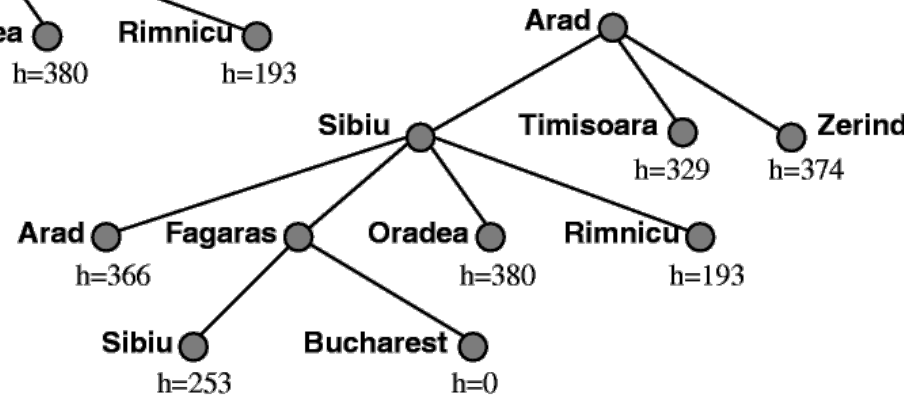 Arad
ea Rimnicu
h=380 h=193
Sibiu Timisoara Zerind
h=329 h=374
Arad Fagaras Oradea Rimnicu
h=366 h=380 h=193
Sibiu Bucharest
h=253 h=0